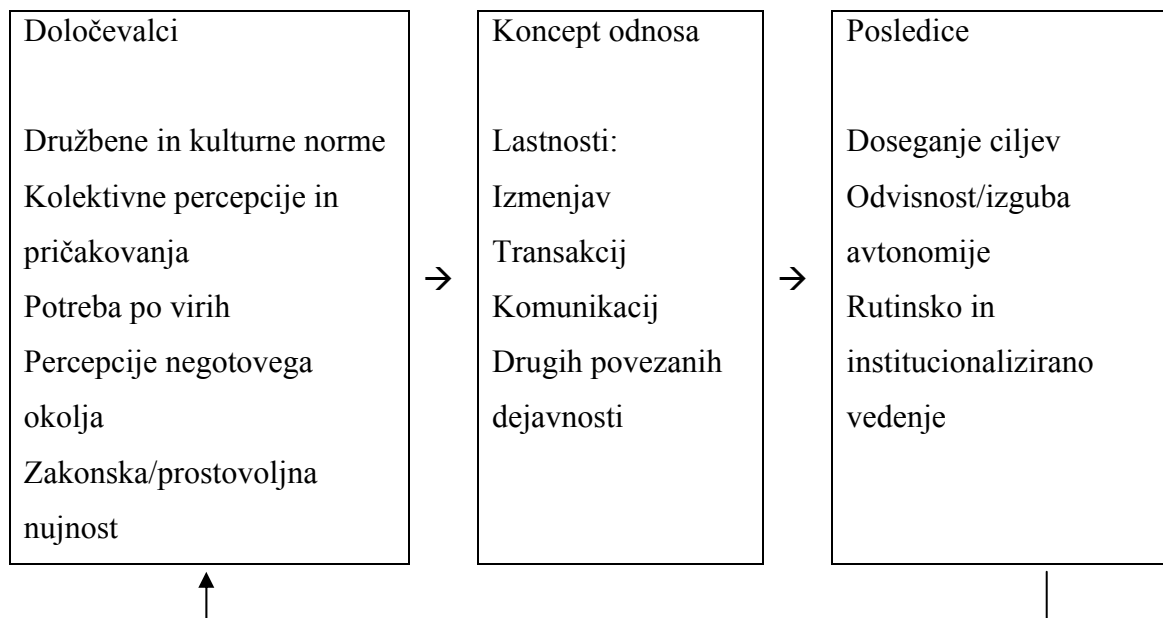 Določevalci
Družbene in kulturne norme
Kolektivne percepcije in
pričakovanja
Potreba po virih
Percepcije negotovega
okolja
Zakonska/prostovoljna
nujnost
→
Koncept odnosa
Lastnosti:
Izmenjav
Transakcij
Komunikacij
Drugih povezanih
dejavnosti
→
Posledice
Doseganje ciljev
Odvisnost/izguba
avtonomije
Rutinsko in
institucionalizirano
vedenje